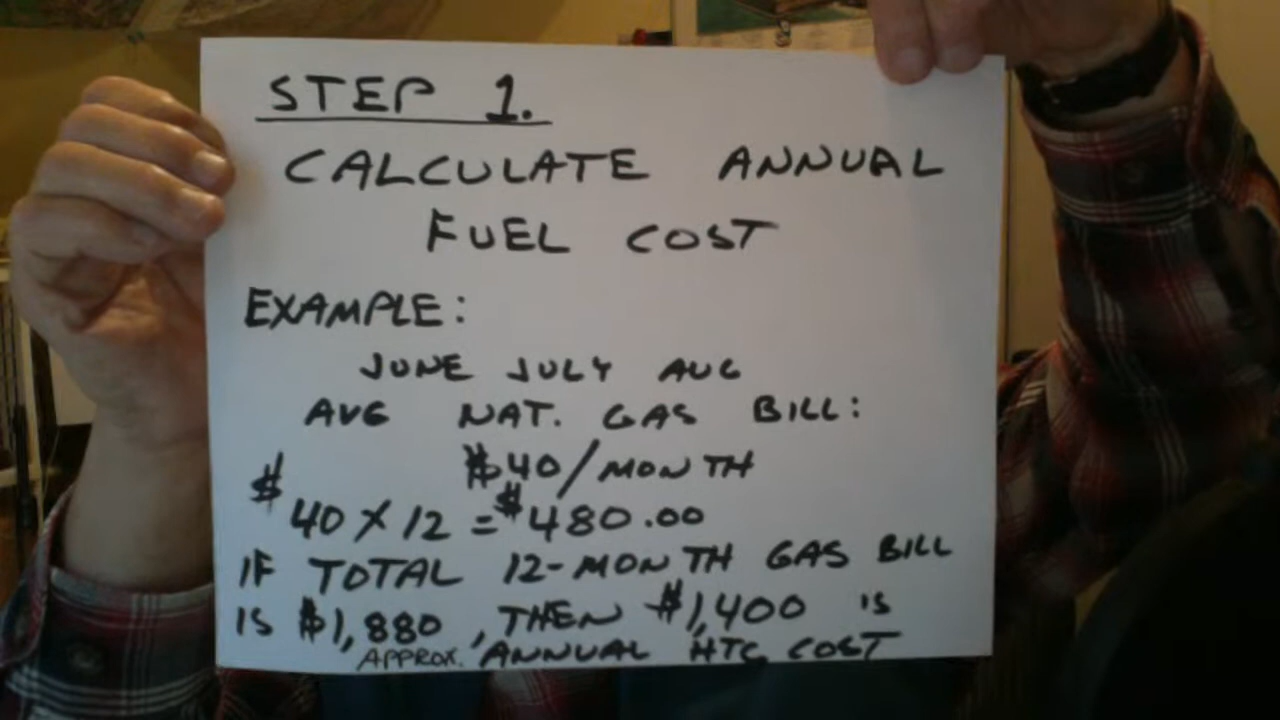 STEP 1.
CALCULATE ANNUAL
FUEL COST
EXAMPLE:
JUNE JULY AUG
AVG NAT. GAS BILL:
$40/MONTH
$40 X 12 = $480.00
IF TOTAL 12-MONTH GAS BILL
IS $1,880, THEN $1,400 IS
APPROX. ANNUAL HTG COST